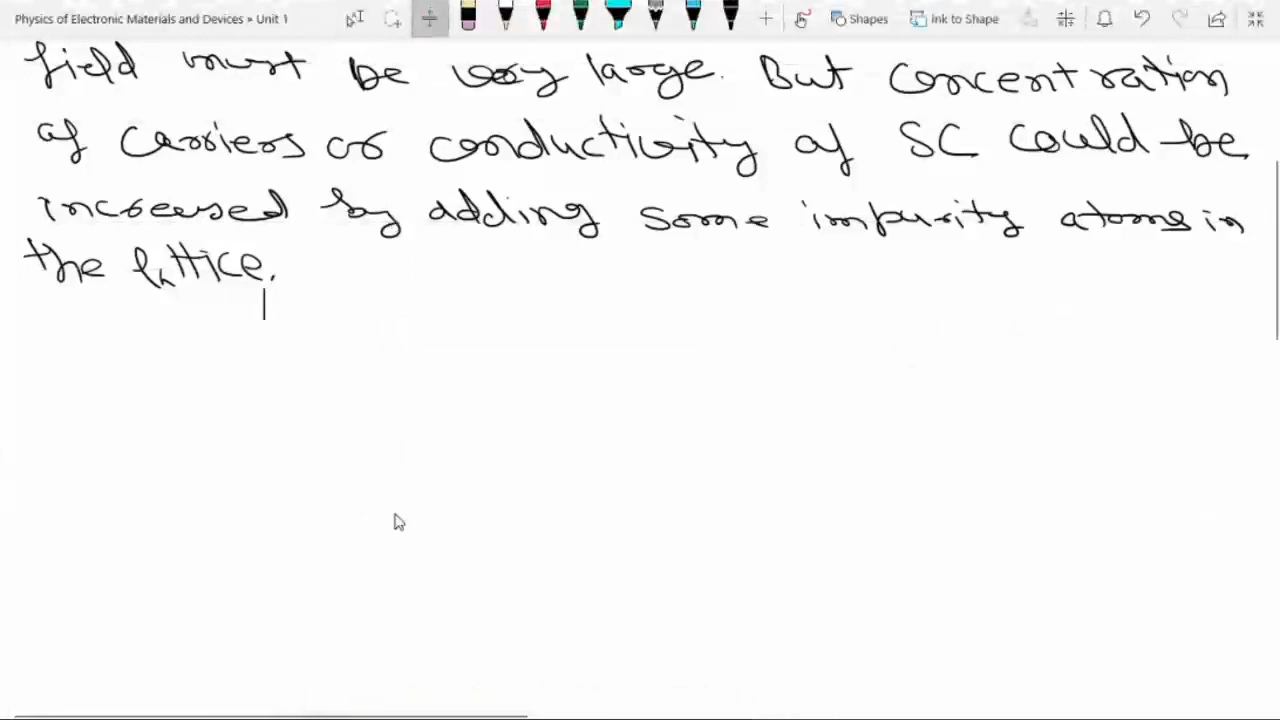 Physics of Electronic Materials and Devices » Unit 1
Shapes
Ink to Shape
field must be very large. But concentration
of carriers or conductivity of SC could be
increased by adding some impurity atoms in
the lattice.